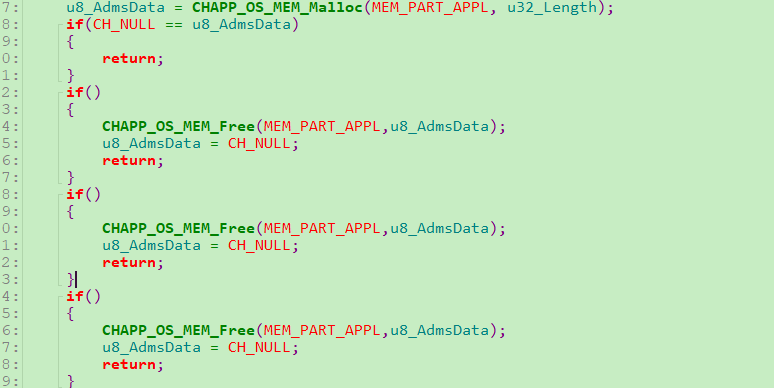 7: u8_AdmsData = CHAPP_OS_MEM_Malloc(MEM_PART_APPL, u32_Length);
8: if(CH_NULL == u8_AdmsData)
9: {
0: return;
1: }
2: if()
3: {
4: CHAPP_OS_MEM_Free(MEM_PART_APPL,u8_AdmsData);
5: u8_AdmsData = CH_NULL;
6: return;
7: }
8: if()
9: {
0: CHAPP_OS_MEM_Free(MEM_PART_APPL,u8_AdmsData);
1: u8_AdmsData = CH_NULL;
2: return;
3: }
4: if()
5: {
6: CHAPP_OS_MEM_Free(MEM_PART_APPL,u8_AdmsData);
7: u8_AdmsData = CH_NULL;
8: return;
9: }